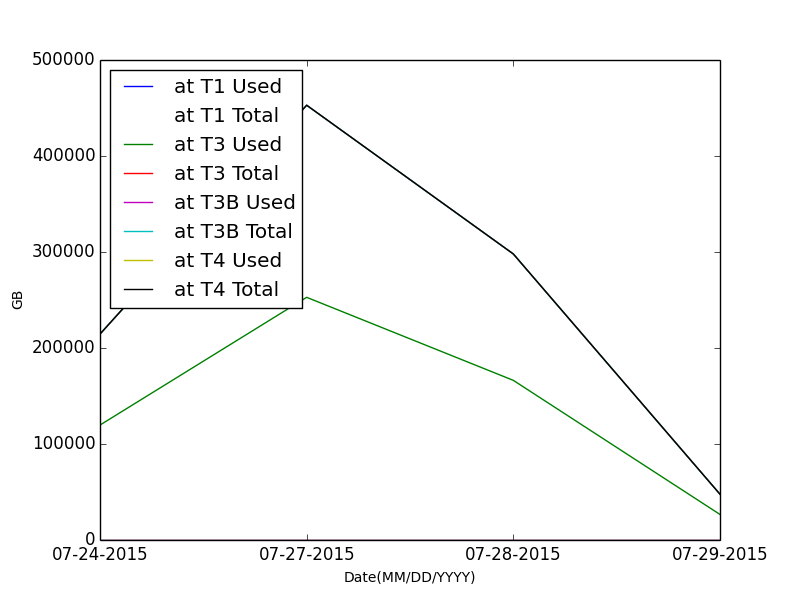 500000
400000
300000
200000
100000
0
GB
at T1 Used
at T1 Total
at T3 Used
at T3 Total
at T3B Used
at T3B Total
at T4 Used
at T4 Total
07-24-2015 07-27-2015 07-28-2015 07-29-2015
Date(MM/DD/YYYY)